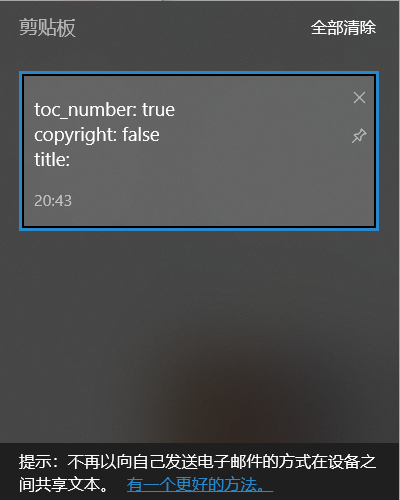 剪贴板
全部清除
toc_number: true
copyright: false
title:
20:43
提示：不再以向自己发送电子邮件的方式在设备之
间共享文本。 有一个更好的方法。